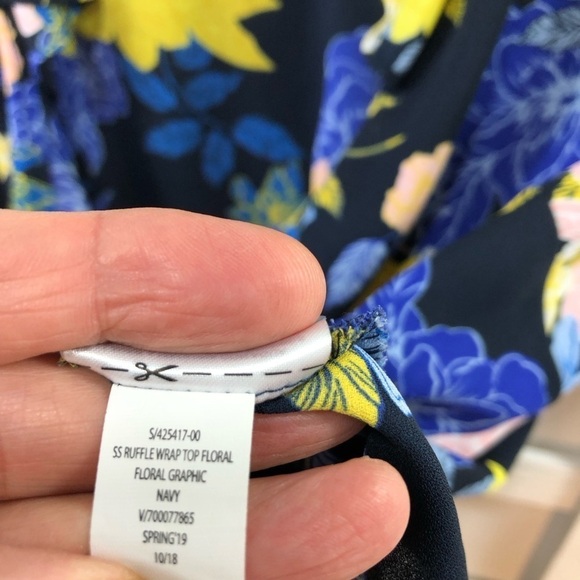 S/425417-00
SS RUFFLE WRAP TOP FLORAL
FLORAL GRAPHIC
NAVY
V/700077865
SPRING'19
10/18